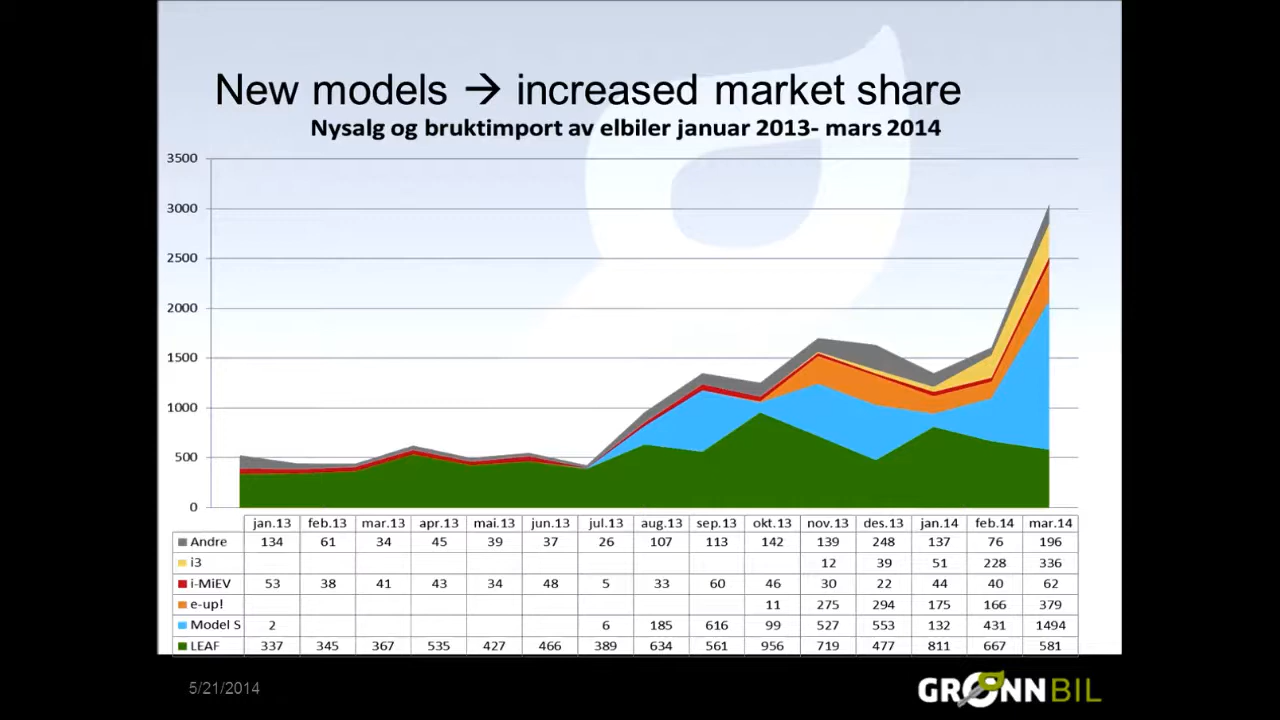 New models → increased market share
Nysalg og bruktimport av elbiler januar 2013- mars 2014
3500
3000
2500
2000
1500
1000
500
0
jan.13 feb.13 mar.13 apr.13 mai.13 jun.13 jul.13 aug.13 sep.13 okt.13 nov.13 des.13 jan.14 feb.14 mar.14
Andre 134 61 34 45 39 37 26 107 113 142 139 248 137 76 196
i3 12 39 51 228 336
i-MiEV 53 38 41 43 34 48 5 33 60 46 30 22 44 40 62
e-up! 11 275 294 175 166 379
Model S 2 6 185 616 99 527 553 132 431 1494
LEAF 337 345 367 535 427 466 389 634 561 956 719 477 811 667 581
5/21/2014
GRØNN BIL